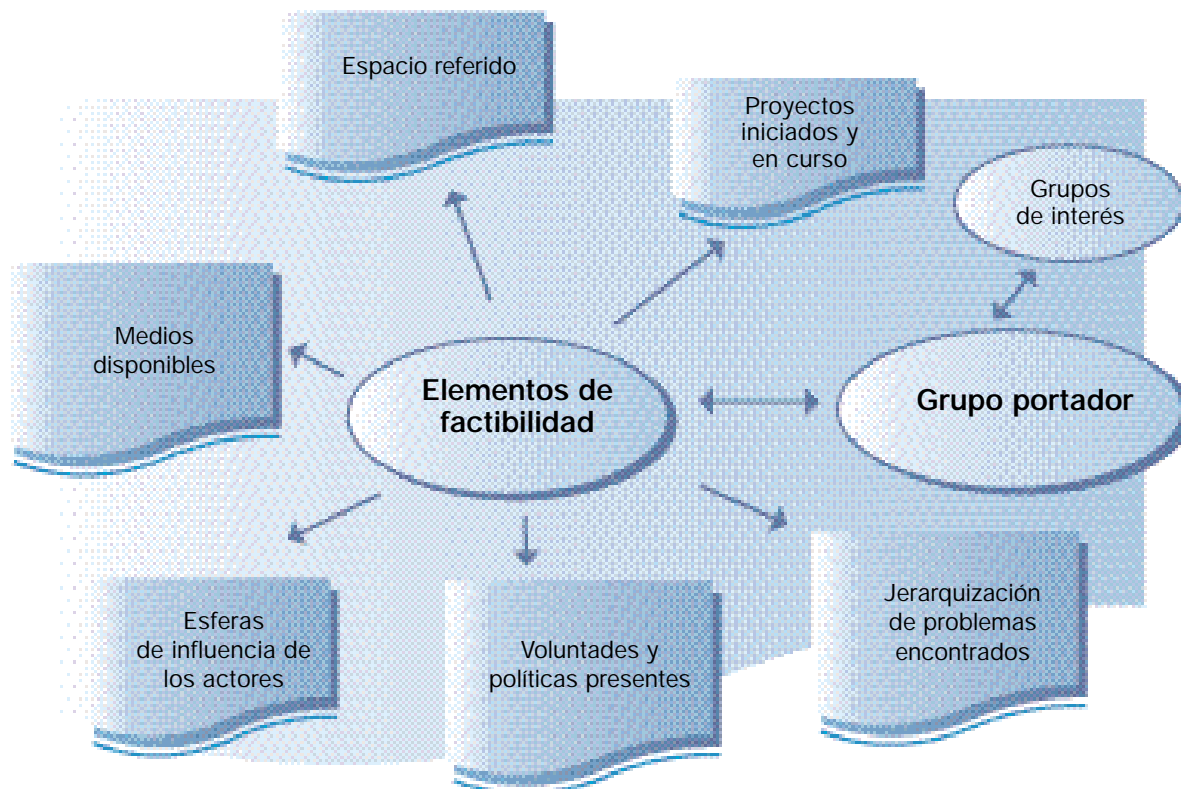 Espacio referido
Proyectos
iniciados y
en curso
Grupos
de interés
Medios
disponibles
Elementos de
factibilidad
Grupo portador
Esferas
de influencia de
los actores
Voluntades y
políticas presentes
Jerarquización
de problemas
encontrados